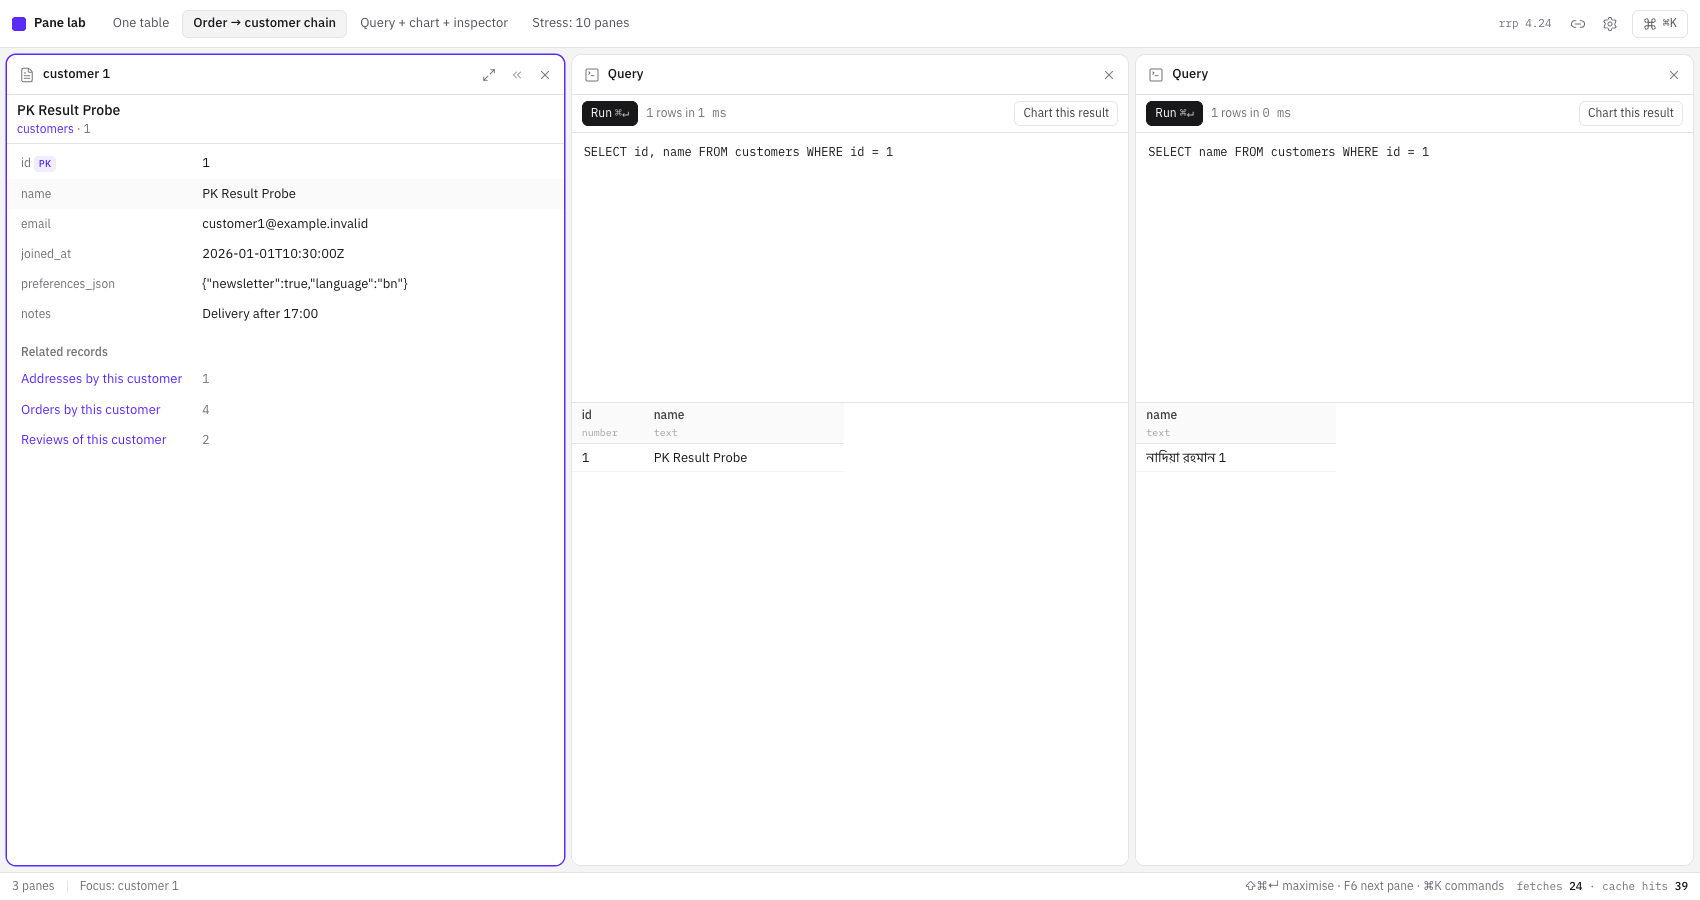 Pane lab One table Order → customer chain Query + chart + inspector Stress: 10 panes rrp 4.24 ⌘ ⌘K
customer 1
PK Result Probe
customers · 1
id PK 1
name PK Result Probe
email customer1@example.invalid
joined_at 2026-01-01T10:30:00Z
preferences_json {"newsletter":true,"language":"bn"}
notes Delivery after 17:00
Related records
Addresses by this customer 1
Orders by this customer 4
Reviews of this customer 2
Query
Run ⌘↵ 1 rows in 1 ms Chart this result
SELECT id, name FROM customers WHERE id = 1
id name
number text
1 PK Result Probe
Query
Run ⌘↵ 1 rows in 0 ms Chart this result
SELECT name FROM customers WHERE id = 1
name
text
নাদিয়া রহমান 1
3 panes Focus: customer 1 ⇧⌘↵ maximise · F6 next pane · ⌘K commands fetches 24 · cache hits 39